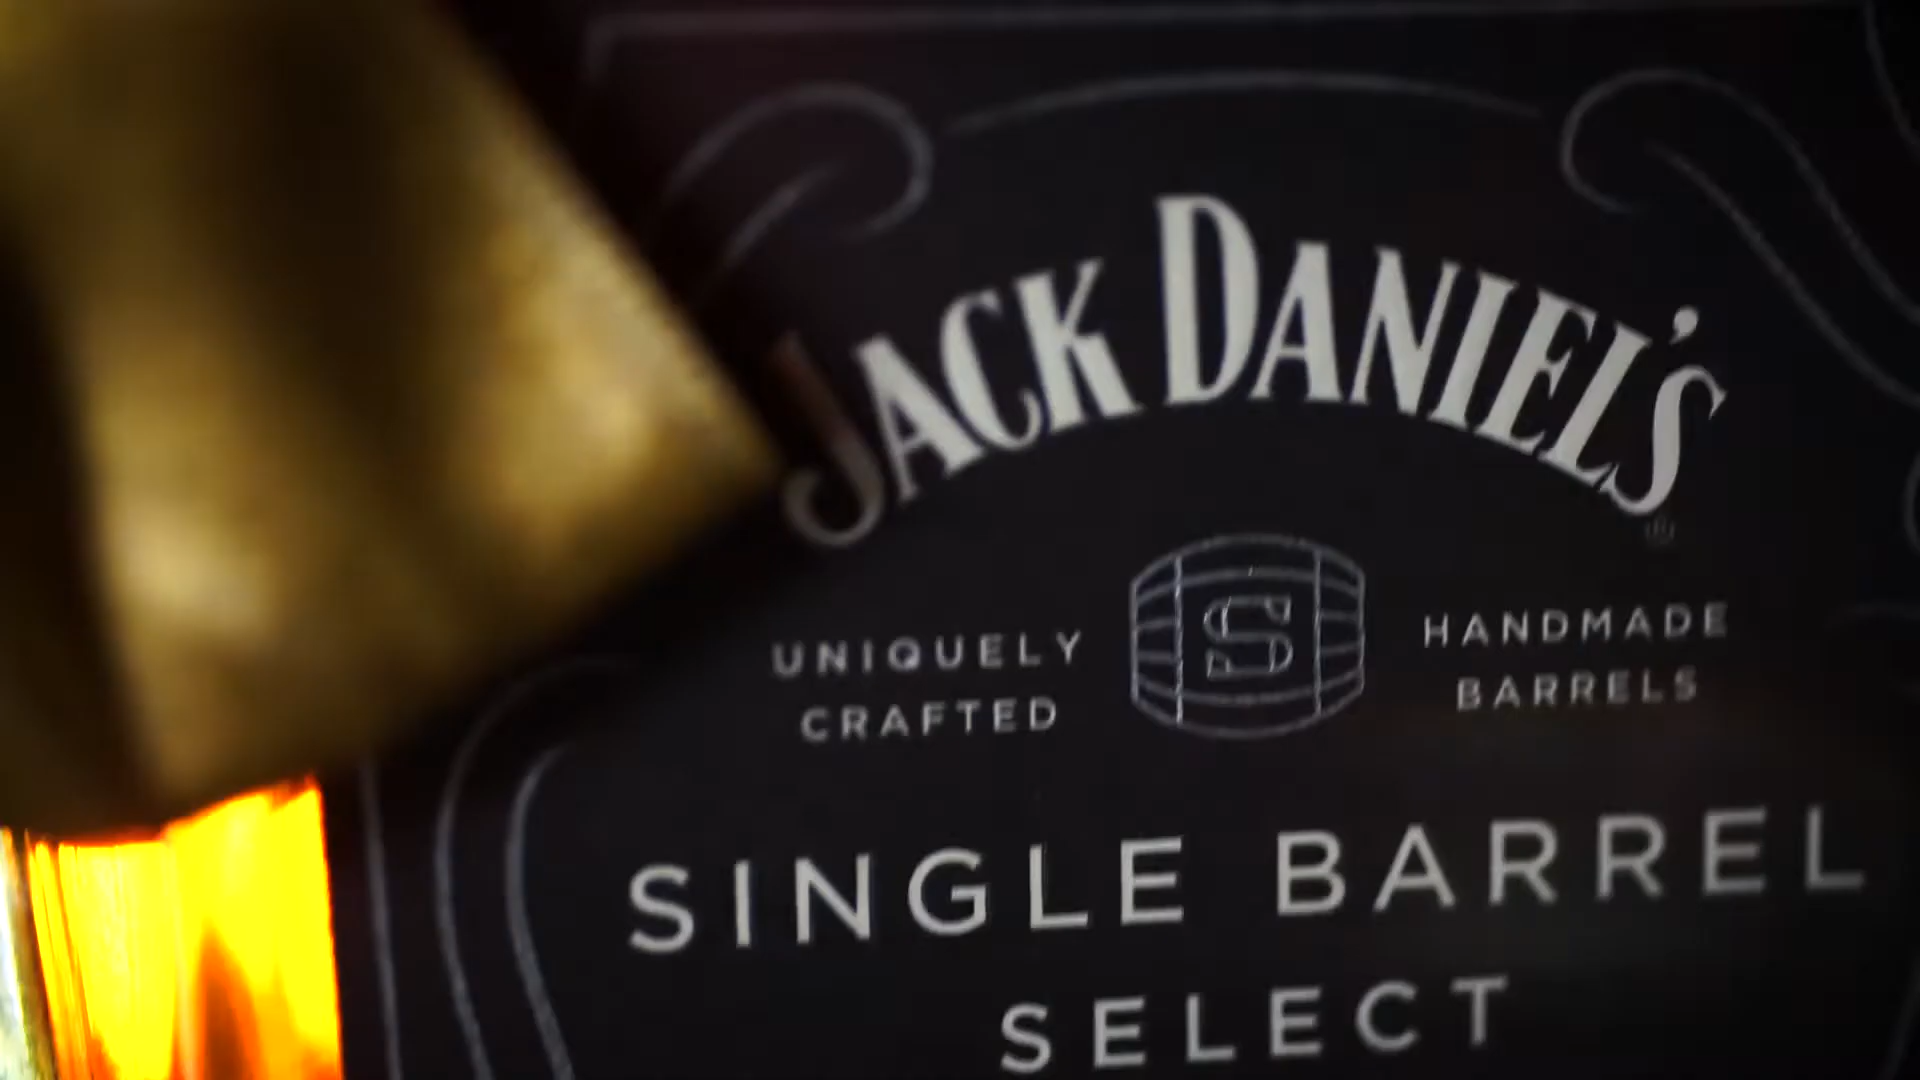 JACK DANIEL'S
UNIQUELY
CRAFTED
S
HANDMADE
BARRELS
SINGLE BARREL
SELECT